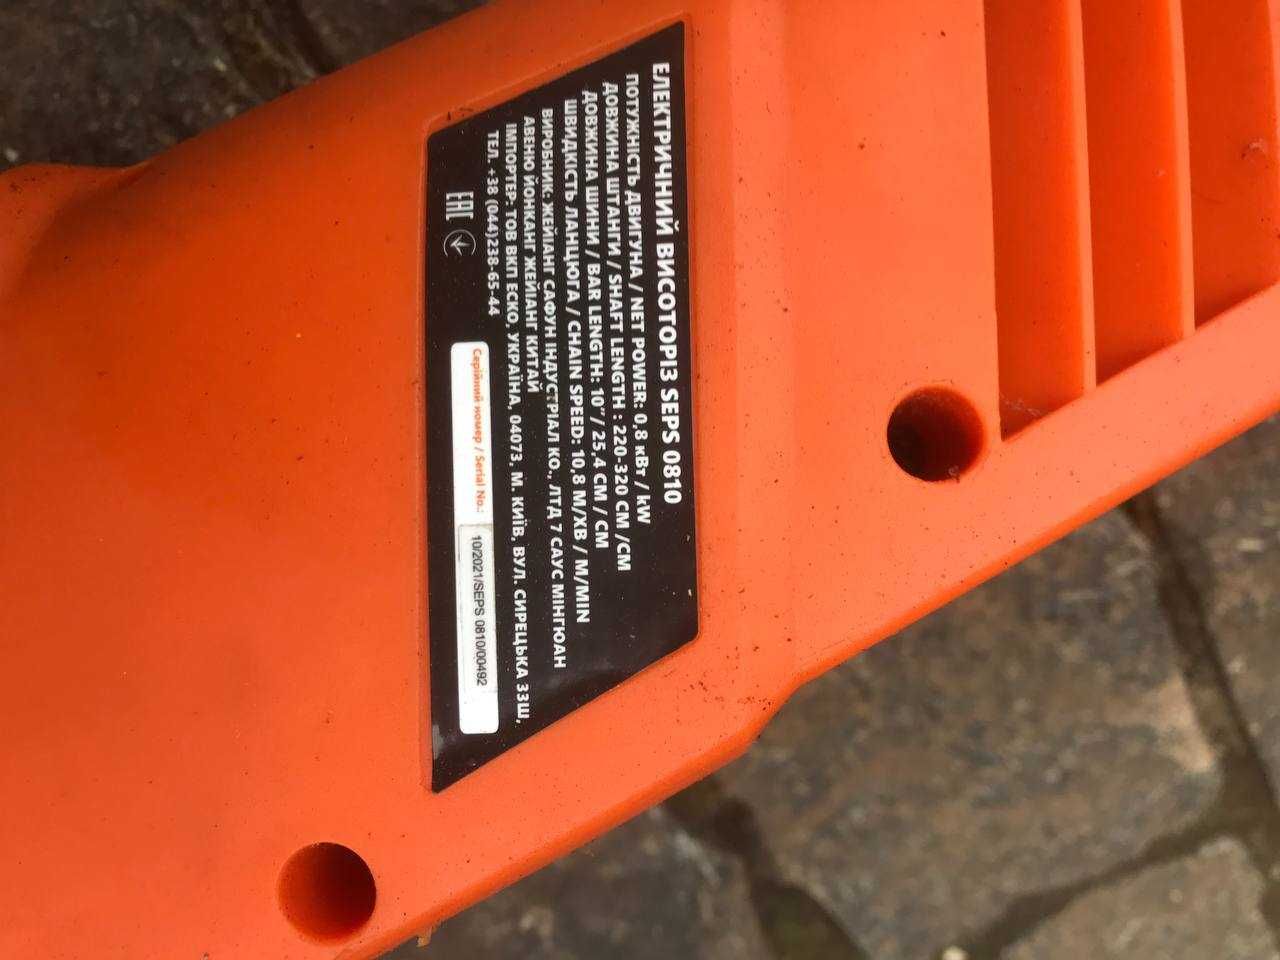 ЕЛЕКТРИЧНИЙ ВИСОТОРІЗ SEPS 0810
ПОТУЖНІСТЬ ДВИГУНА / NET POWER: 0,8 кВт / kW
ДОВЖИНА ШТАНГИ / SHAFT LENGTH : 220-320 СМ /CM
ДОВЖИНА ШИНИ / BAR LENGTH: 10"/ 25,4 СМ / CM
ШВИДКІСТЬ ЛАНЦЮГА / CHAIN SPEED: 10,8 М/ХВ / M/MIN
ВИРОБНИК: ЖЕЙІАНГ САФУН ІНДУСТРІАЛ КО., ЛТД 7 САУС МІНГЮАН
АВЕНЮ ЙОНКАНГ ЖЕЙІАНГ КИТАЙ
ІМПОРТЕР: ТОВ ВКП ЕСКО, УКРАЇНА, 04073, М. КИЇВ, ВУЛ. СИРЕЦЬКА 33Ш,
ТЕЛ. +38 (044)238-65-44
EAC
Серійний номер / Serial No.: 10/2021/SEPS 0810/00492